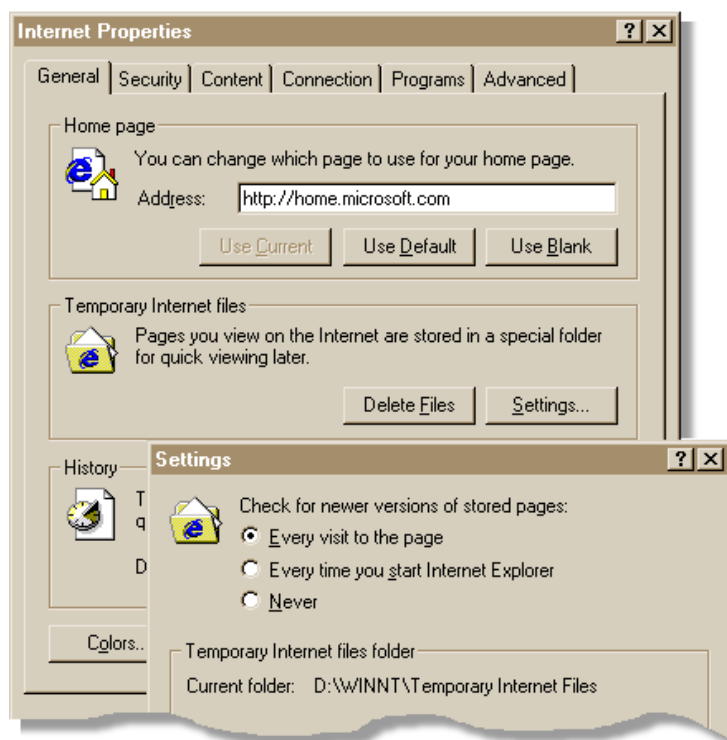 Internet Properties
General Security Content Connection Programs Advanced
Home page
You can change which page to use for your home page.
Address: http://home.microsoft.com
Use Current Use Default Use Blank
Temporary Internet files
Pages you view on the Internet are stored in a special folder
for quick viewing later.
Delete Files Settings...
History
T
q
D
Colors..
Settings
Check for newer versions of stored pages:
Every visit to the page
Every time you start Internet Explorer
Never
Temporary Internet files folder
Current folder: D:\WINNT\Temporary Internet Files